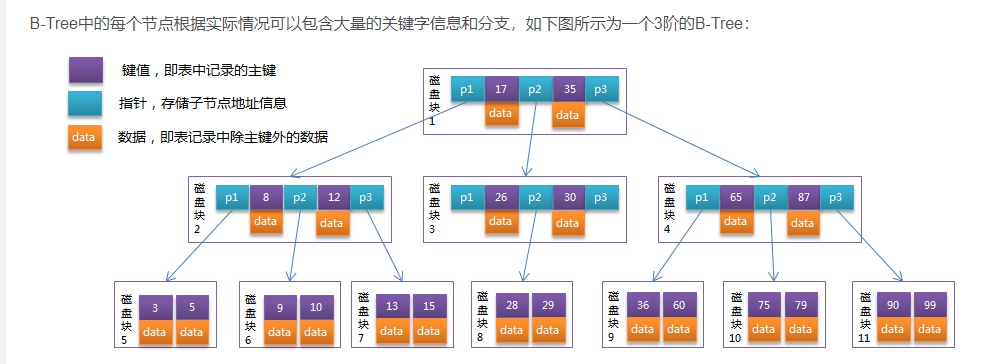 B-Tree中的每个节点根据实际情况可以包含大量的关键字信息和分支，如下图所示为一个3阶的B-Tree：
键值，即表中记录的主键
指针，存储子节点地址信息
data 数据，即表记录中除主键外的数据
磁盘块1 p1 17 p2 35 p3
data data
磁盘块2 p1 8 p2 12 p3
data data
磁盘块3 p1 26 p2 30 p3
data data
磁盘块4 p1 65 p2 87 p3
data data
磁盘块5 3 5
data data
磁盘块6 9 10
data data
磁盘块7 13 15
data data
磁盘块8 28 29
data data
磁盘块9 36 60
data data
磁盘块10 75 79
data data
磁盘块11 90 99
data data